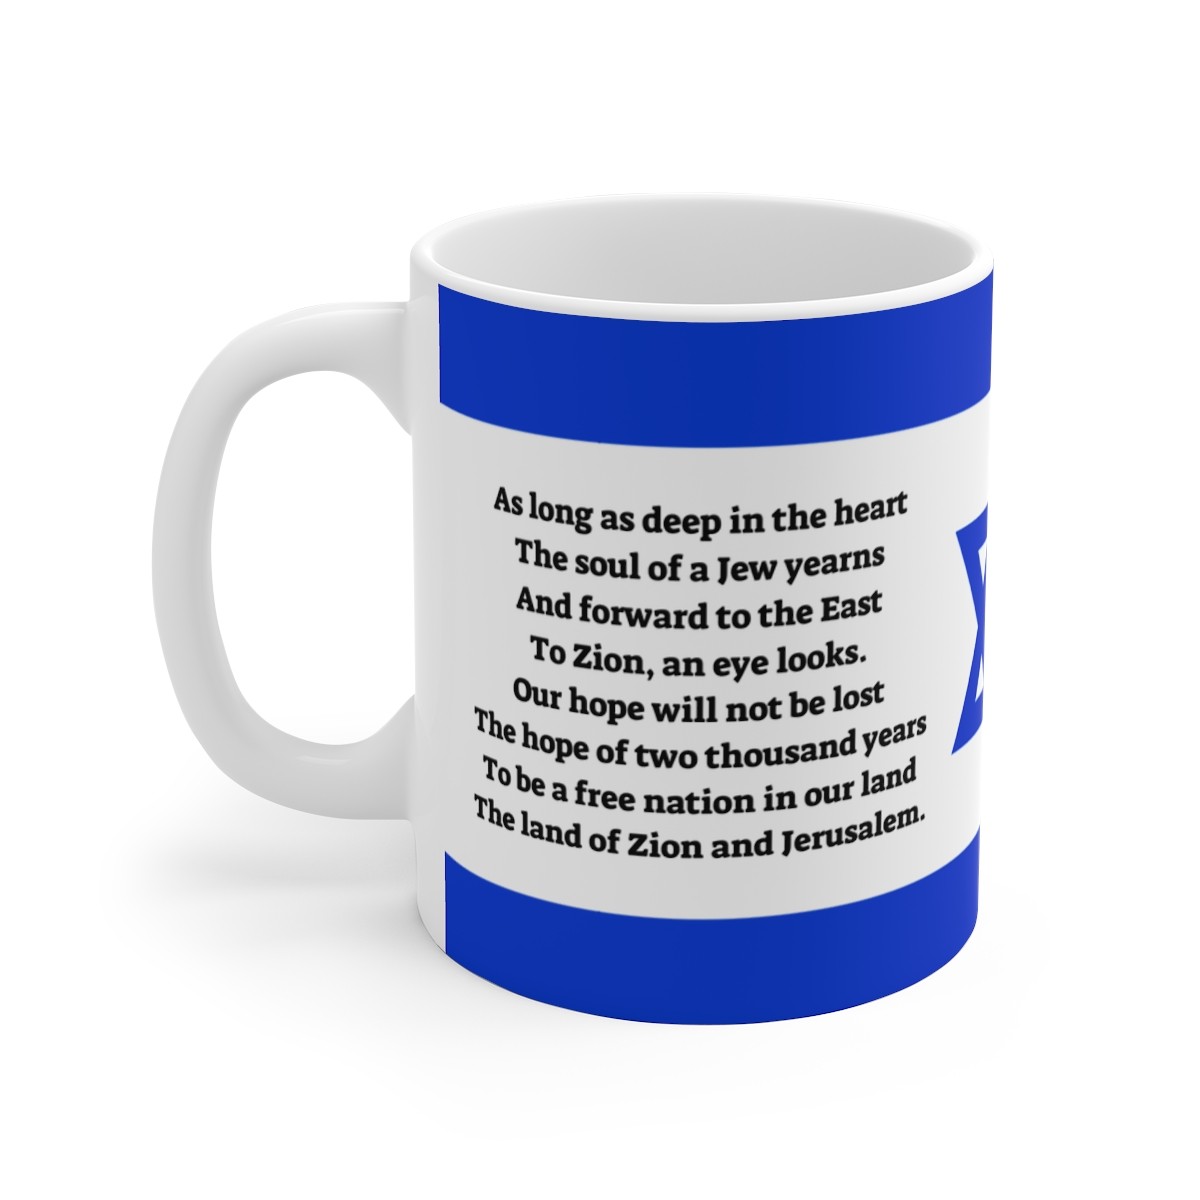 As long as deep in the heart
The soul of a Jew yearns
And forward to the East
To Zion, an eye looks.
Our hope will not be lost
The hope of two thousand years
To be a free nation in our land
The land of Zion and Jerusalem.